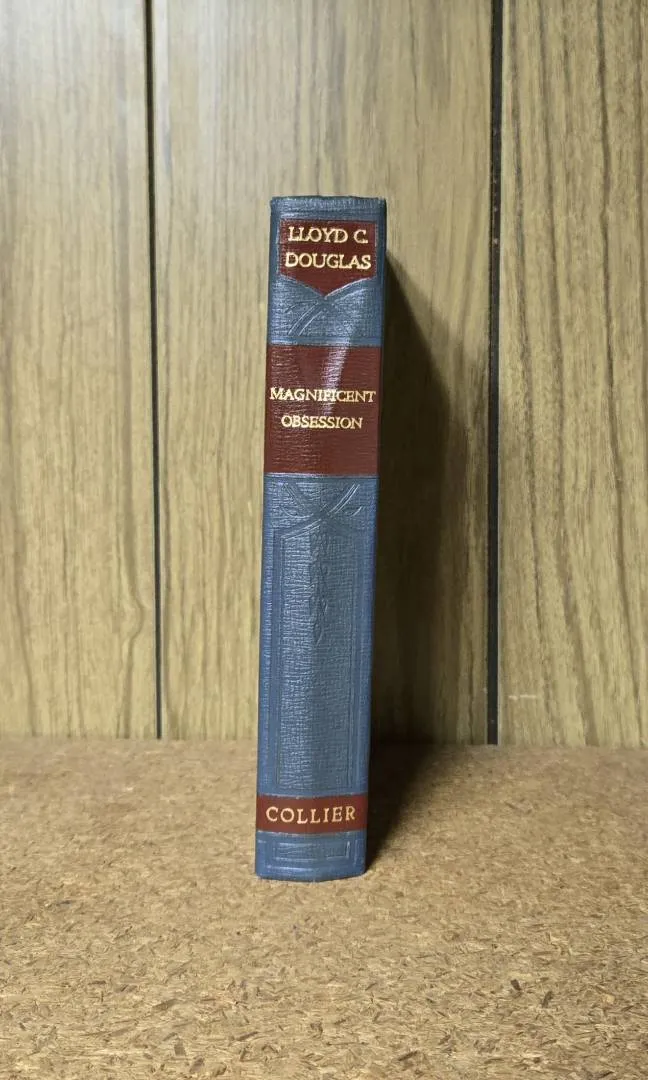 LLOYD C.
DOUGLAS
MAGNIFICENT
OBSESSION
COLLIER